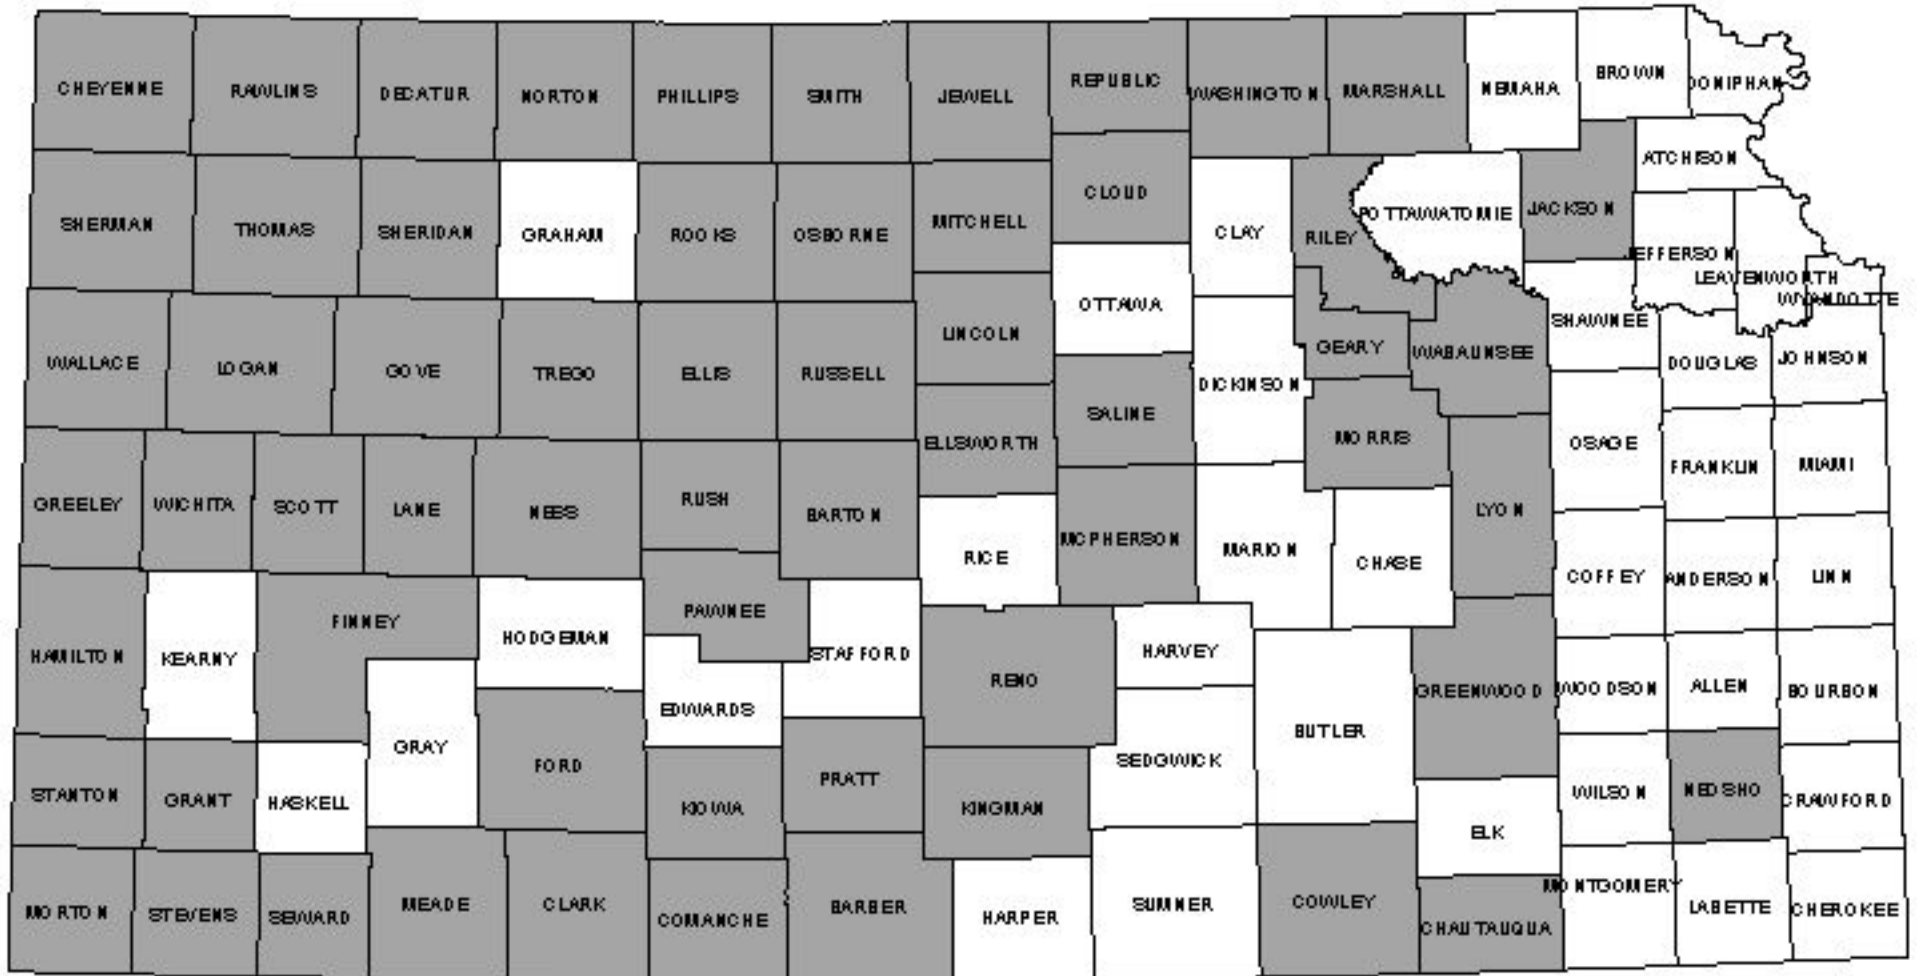 CHEYENNE
RAWLINS
DECATUR
NORTON
PHILLIPS
SMITH
JEWELL
REPUBLIC
WASHINGTON
MARSHALL
NEMAHA
BROWN
DONIPHAN
SHERMAN
THOMAS
SHERIDAN
GRAHAM
ROOKS
OSBORNE
MITCHELL
CLOUD
CLAY
RILEY
POTTAWATOMIE
JACKSON
ATCHISON
JEFFERSON
LEAVENWORTH
WYANDOTTE
WALLACE
LOGAN
GOVE
TREGO
ELLIS
RUSSELL
LINCOLN
OTTAWA
DICKINSON
GEARY
WABAUNSEE
SHAWNEE
DOUGLAS
JOHNSON
ELLSWORTH
SALINE
MORRIS
OSAGE
FRANKLIN
MIAMI
GREELEY
WICHITA
SCOTT
LANE
NESS
RUSH
BARTON
RICE
MCPHERSON
MARION
CHASE
LYON
COFFEY
ANDERSON
LINN
HAMILTON
KEARNY
FINNEY
HODGEMAN
PAWNEE
STAFFORD
RENO
HARVEY
BUTLER
GREENWOOD
WOODSON
ALLEN
BOURBON
GRAY
FORD
EDWARDS
PRATT
KINGMAN
SEDGWICK
STANTON
GRANT
HASKELL
KIOWA
ELK
WILSON
NEOSHO
CRAWFORD
MORTON
STEVENS
SEWARD
MEADE
CLARK
COMANCHE
BARBER
HARPER
SUMNER
COWLEY
CHAUTAUQUA
MONTGOMERY
LABETTE
CHEROKEE